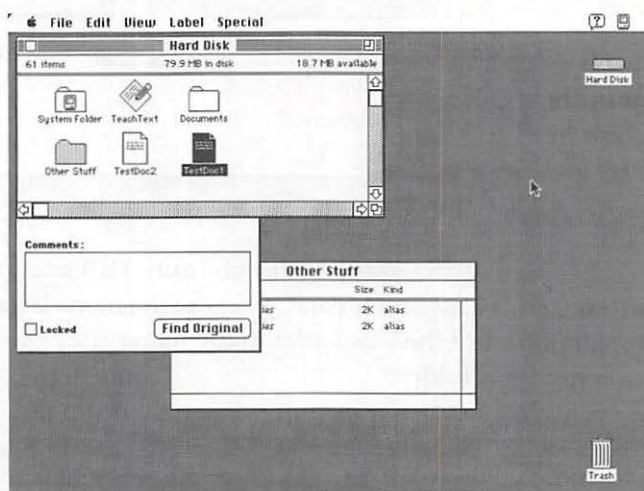 File Edit View Label Special
Hard Disk
61 items 79.9 MB in disk 18.7 MB available
System Folder TeachText Documents
Other Stuff TestDoc2 TestDoc1
Hard Disk
Comments:
Locked Find Original
Other Stuff
Size Kind
2K alias
2K alias
Trash